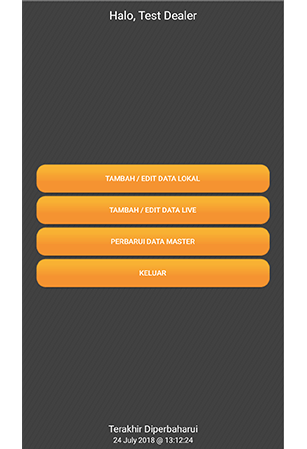 Halo, Test Dealer
TAMBAH / EDIT DATA LOKAL
TAMBAH / EDIT DATA LIVE
PERBARUI DATA MASTER
KELUAR
Terakhir Diperbaharui
24 July 2018 @ 13:12:24